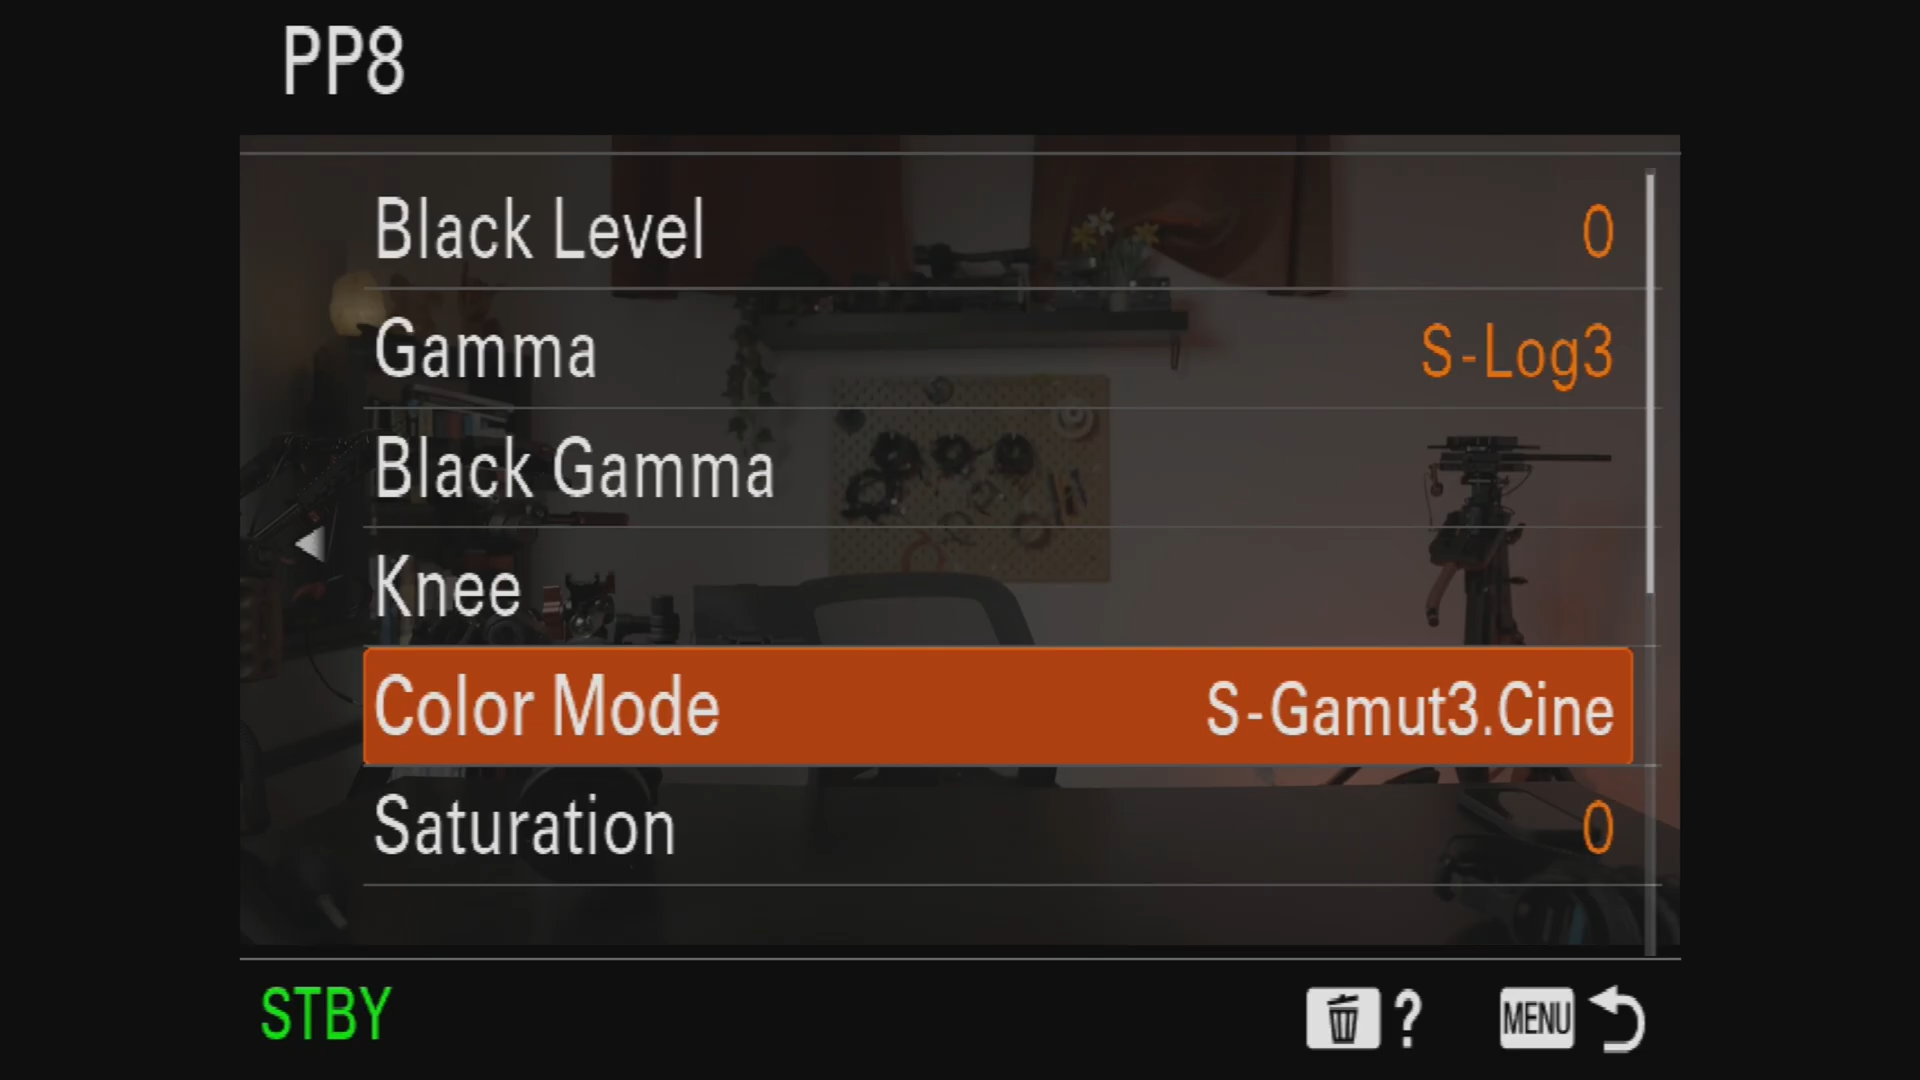 PP8
Black Level 0
Gamma S-Log3
Black Gamma
Knee
Color Mode S-Gamut3.Cine
Saturation 0
STBY ? MENU